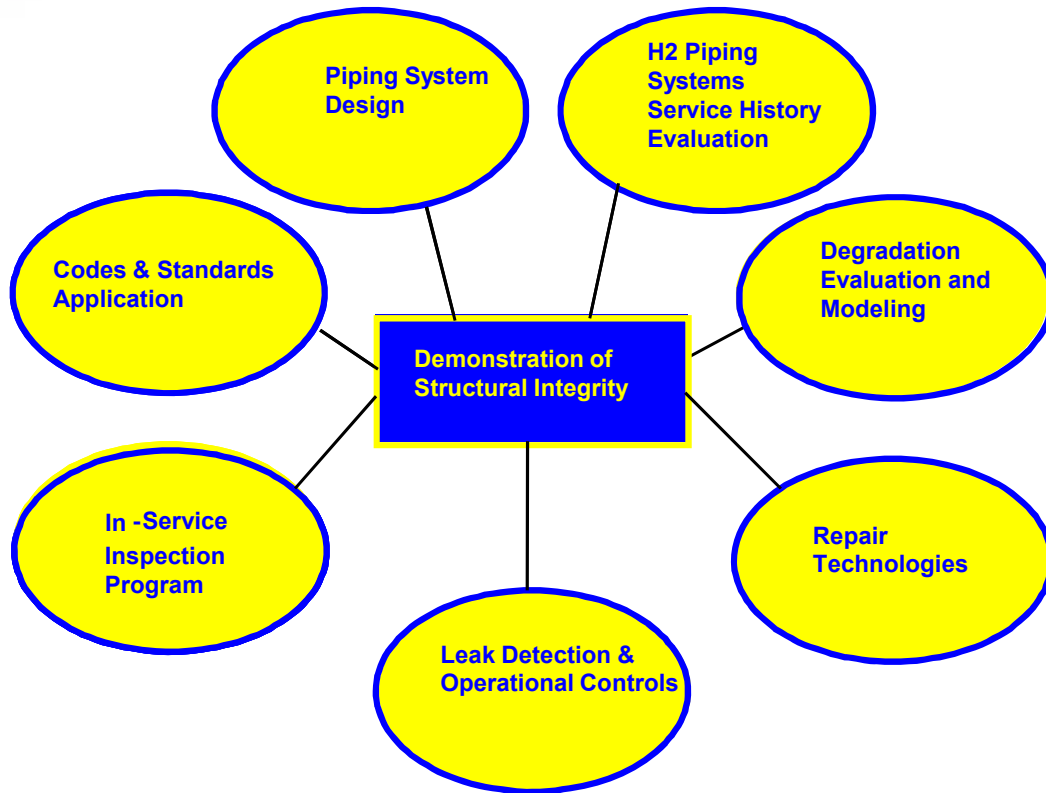 Piping System
Design
H2 Piping
Systems
Service History
Evaluation
Codes & Standards
Application
Degradation
Evaluation and
Modeling
Demonstration of
Structural Integrity
In -Service
Inspection
Program
Repair
Technologies
Leak Detection &
Operational Controls